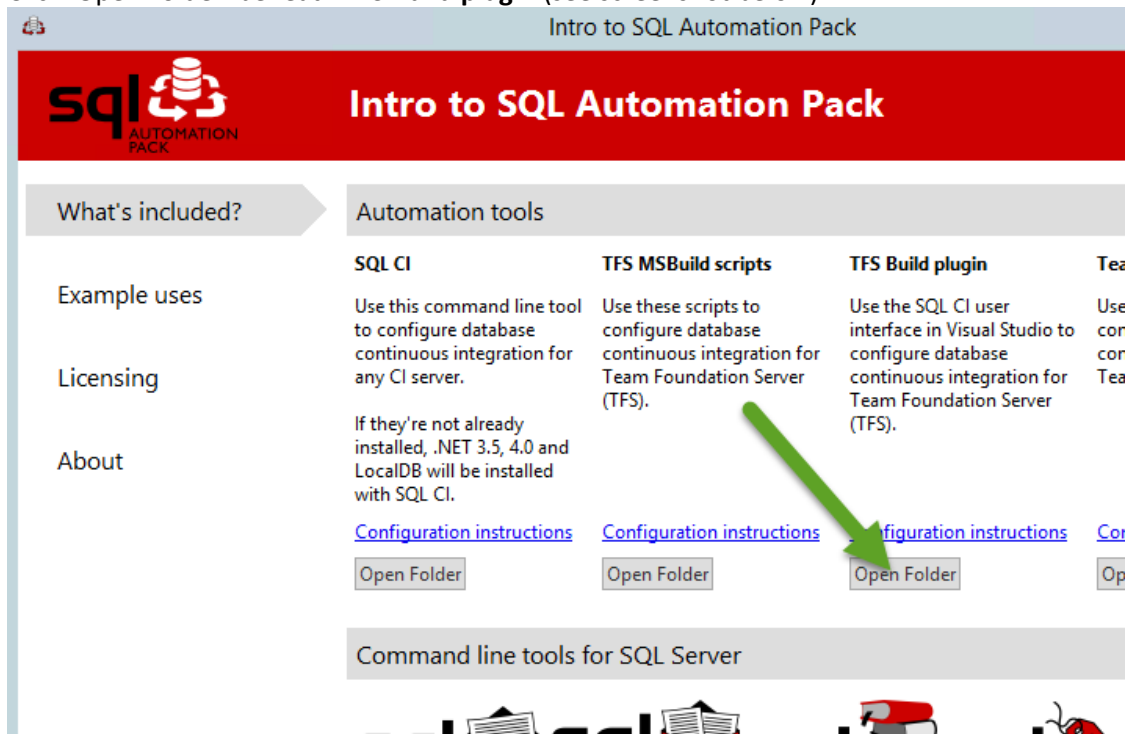 plugin
Intro to SQL Automation Pack
sql
AUTOMATION
PACK
Intro to SQL Automation Pack
What's included?
Example uses
Licensing
About
Automation tools
SQL CI
Use this command line tool
to configure database
continuous integration for
any CI server.
If they're not already
installed, .NET 3.5, 4.0 and
LocalDB will be installed
with SQL CI.
Configuration instructions
Open Folder
TFS MSBuild scripts
Use these scripts to
configure database
continuous integration for
Team Foundation Server
(TFS).
Configuration instructions
Open Folder
TFS Build plugin
Use the SQL CI user
interface in Visual Studio to
configure database
continuous integration for
Team Foundation Server
(TFS).
instructions
Open Folder
Command line tools for SQL Server